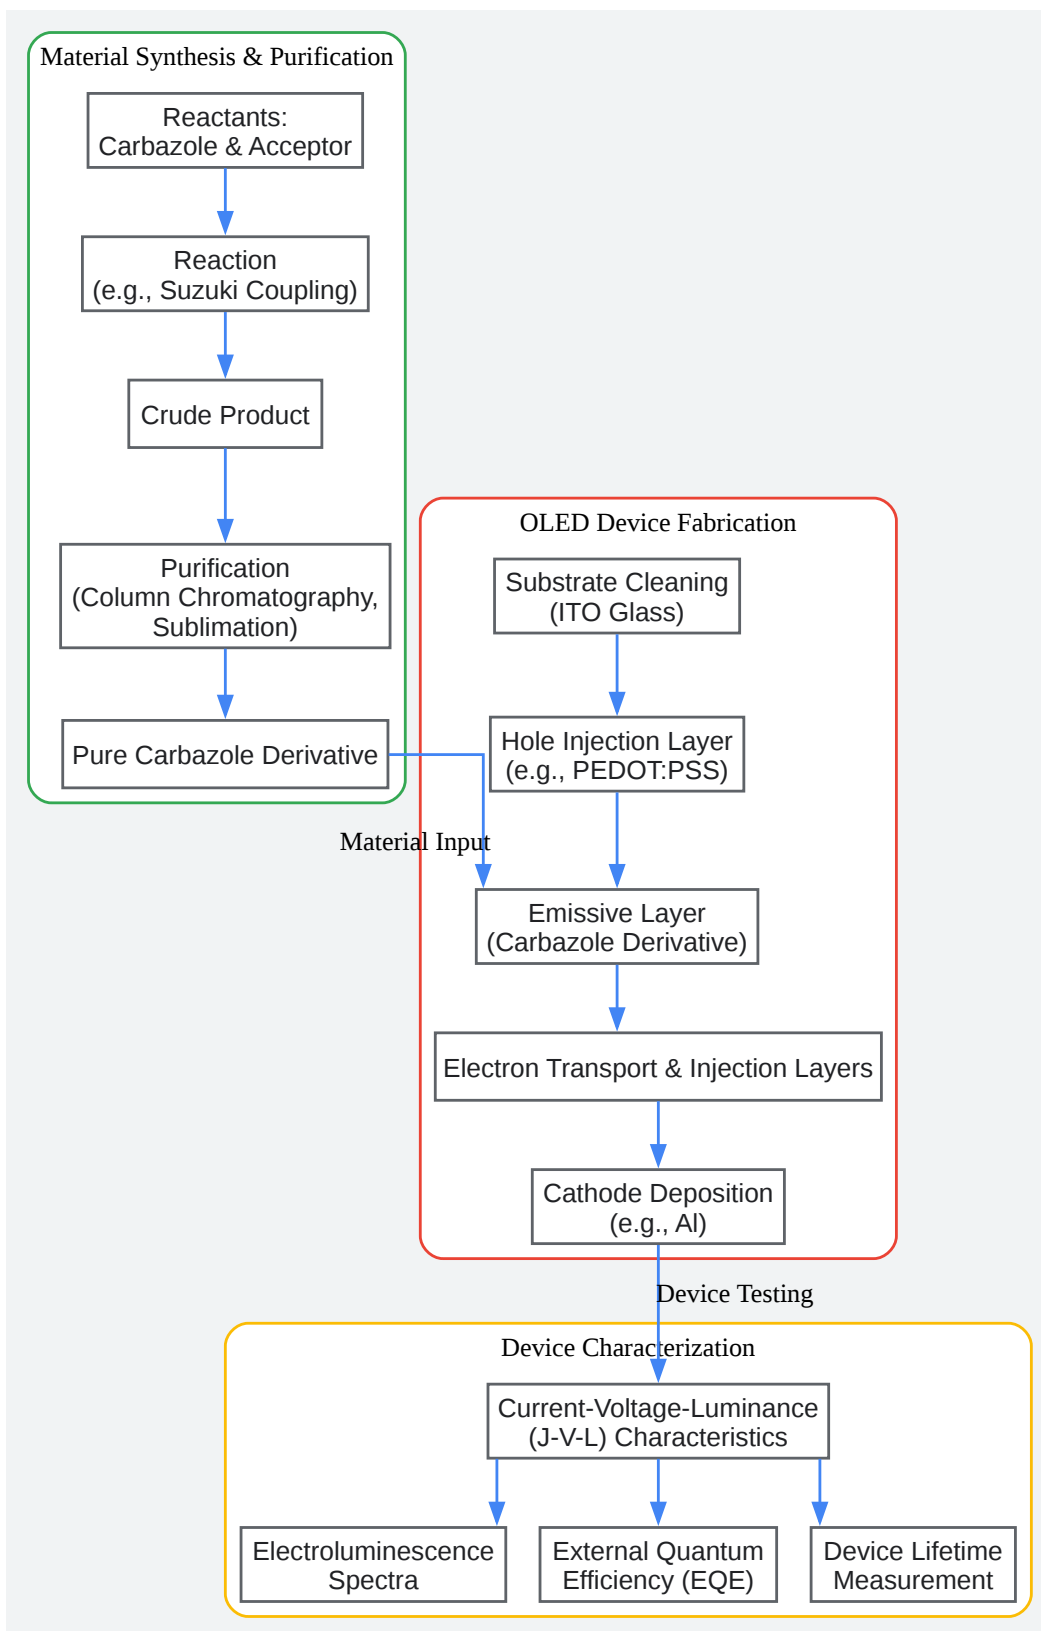 Material Synthesis & Purification
Reactants:
Carbazole & Acceptor
Reaction
(e.g., Suzuki Coupling)
Crude Product
Purification
(Column Chromatography,
Sublimation)
Pure Carbazole Derivative
Material Input
OLED Device Fabrication
Substrate Cleaning
(ITO Glass)
Hole Injection Layer
(e.g., PEDOT:PSS)
Emissive Layer
(Carbazole Derivative)
Electron Transport & Injection Layers
Cathode Deposition
(e.g., Al)
Device Testing
Device Characterization
Current-Voltage-Luminance
(J-V-L) Characteristics
Electroluminescence
Spectra
External Quantum
Efficiency (EQE)
Device Lifetime
Measurement